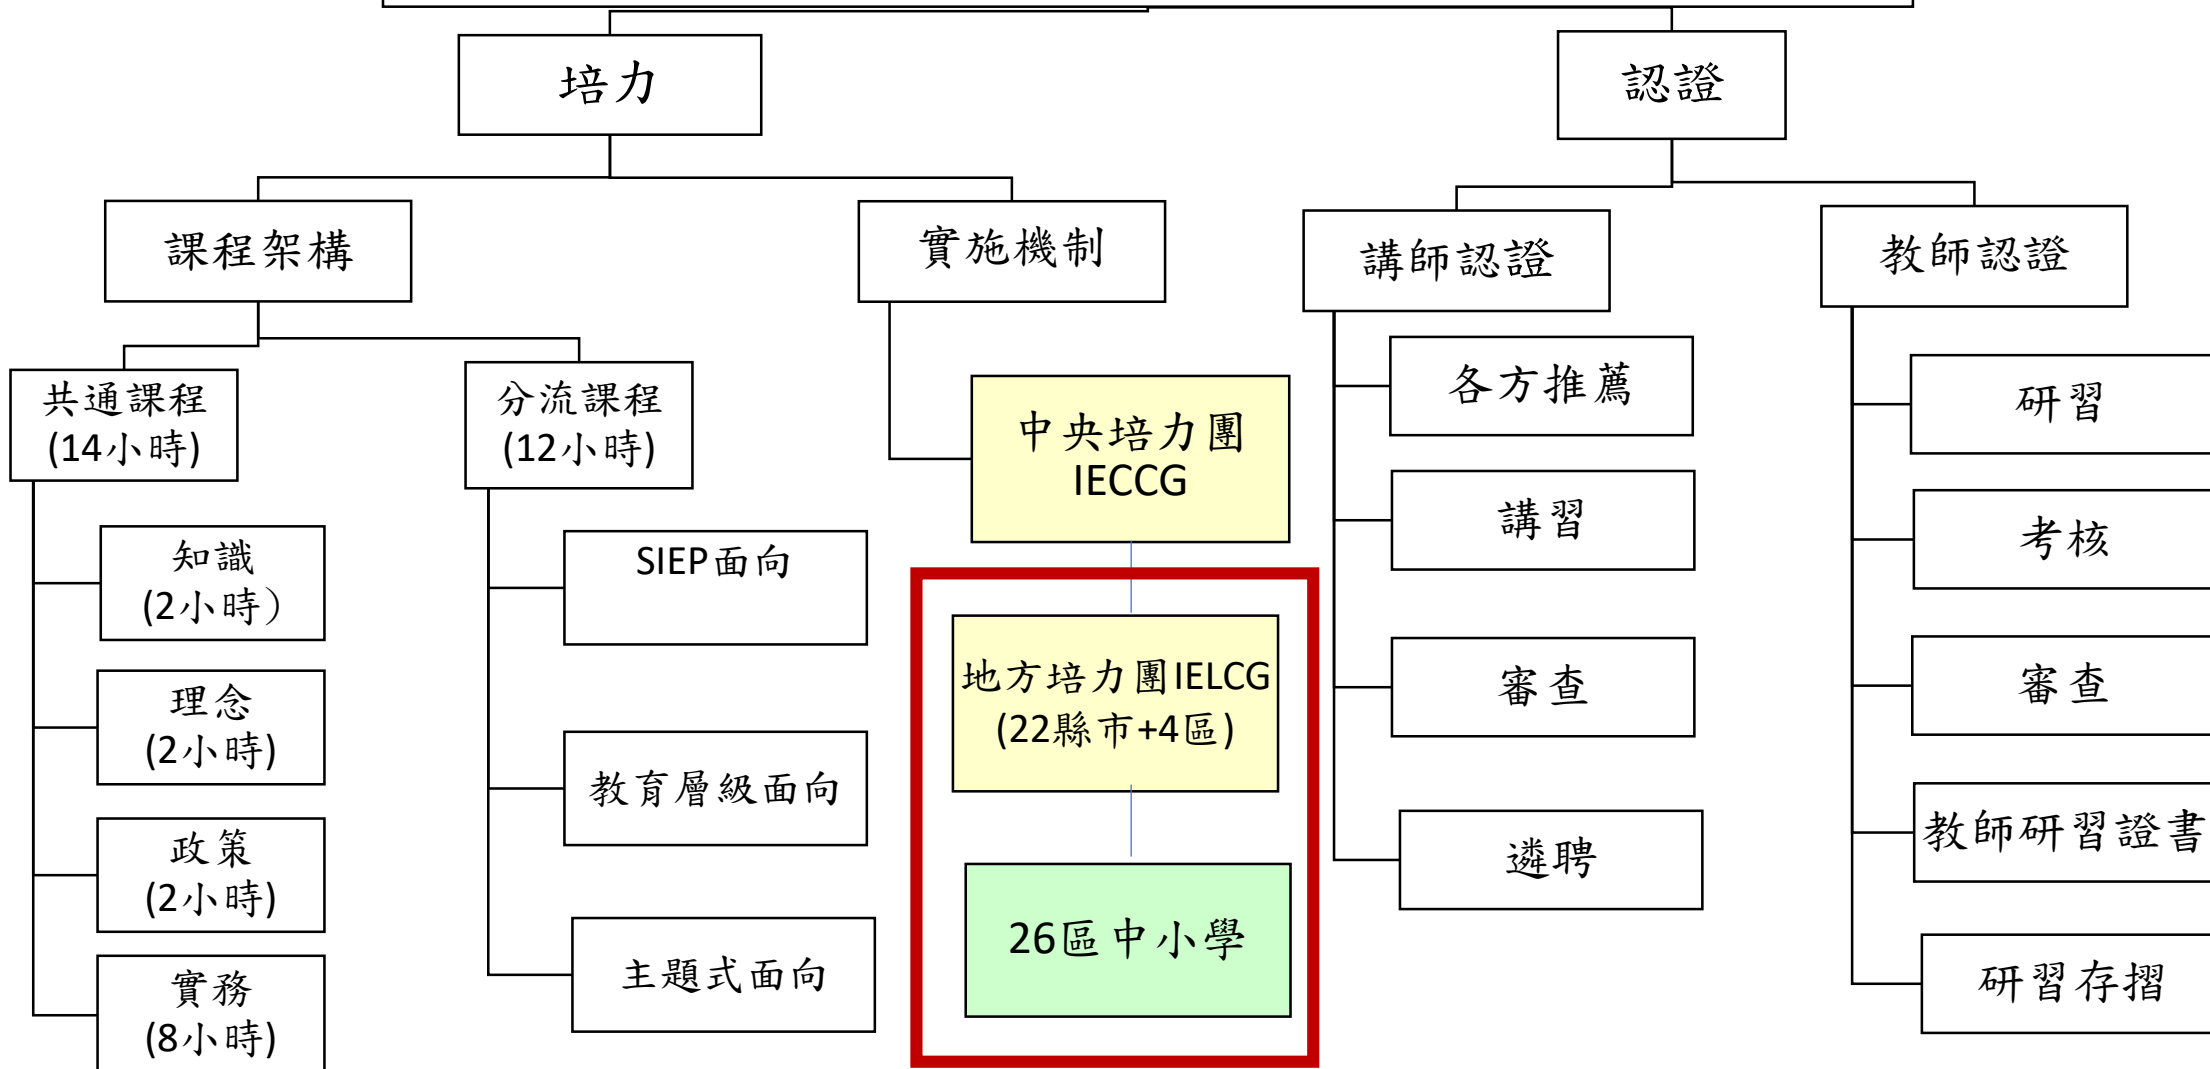 培力
認證
課程架構
實施機制
講師認證
教師認證
共通課程
(14小時)
分流課程
(12小時)
知識
(2小時）
理念
(2小時)
政策
(2小時)
實務
(8小時)
SIEP面向
教育層級面向
主題式面向
中央培力團
IECCG
地方培力團IELCG
(22縣市+4區)
26區中小學
各方推薦
講習
審查
遴聘
研習
考核
審查
教師研習證書
研習存摺